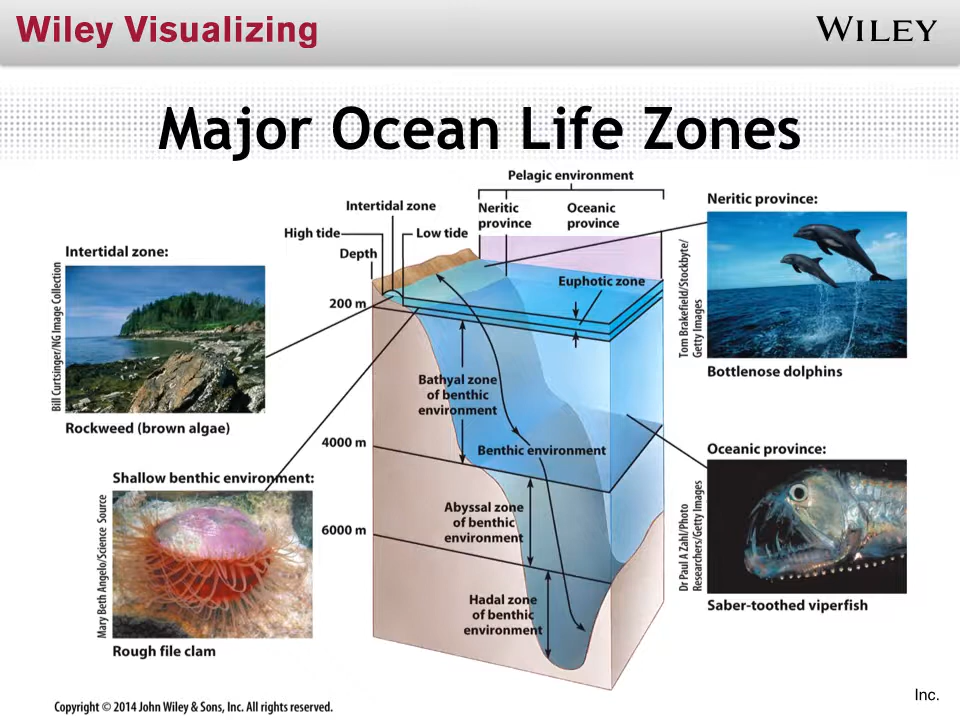 Wiley Visualizing
WILEY
Major Ocean Life Zones
Pelagic environment
Intertidal zone
Neritic
province
Oceanic
province
High tide
Low tide
Depth
Euphotic zone
200 m
Bathyal zone
of benthic
environment
4000 m
Benthic environment
Abyssal zone
of benthic
environment
6000 m
Hadal zone
of benthic
environment
Intertidal zone:
Bill Curtsinger/NG Image Collection
Rockweed (brown algae)
Shallow benthic environment:
Mary Beth Angelo/Science Source
Rough file clam
Neritic province:
Tom Brakefield/Stockbyte/
Getty Images
Bottlenose dolphins
Oceanic province:
Dr Paul A Zahl/Photo
Researchers/Getty Images
Saber-toothed viperfish
Inc.
Copyright © 2014 John Wiley & Sons, Inc. All rights reserved.